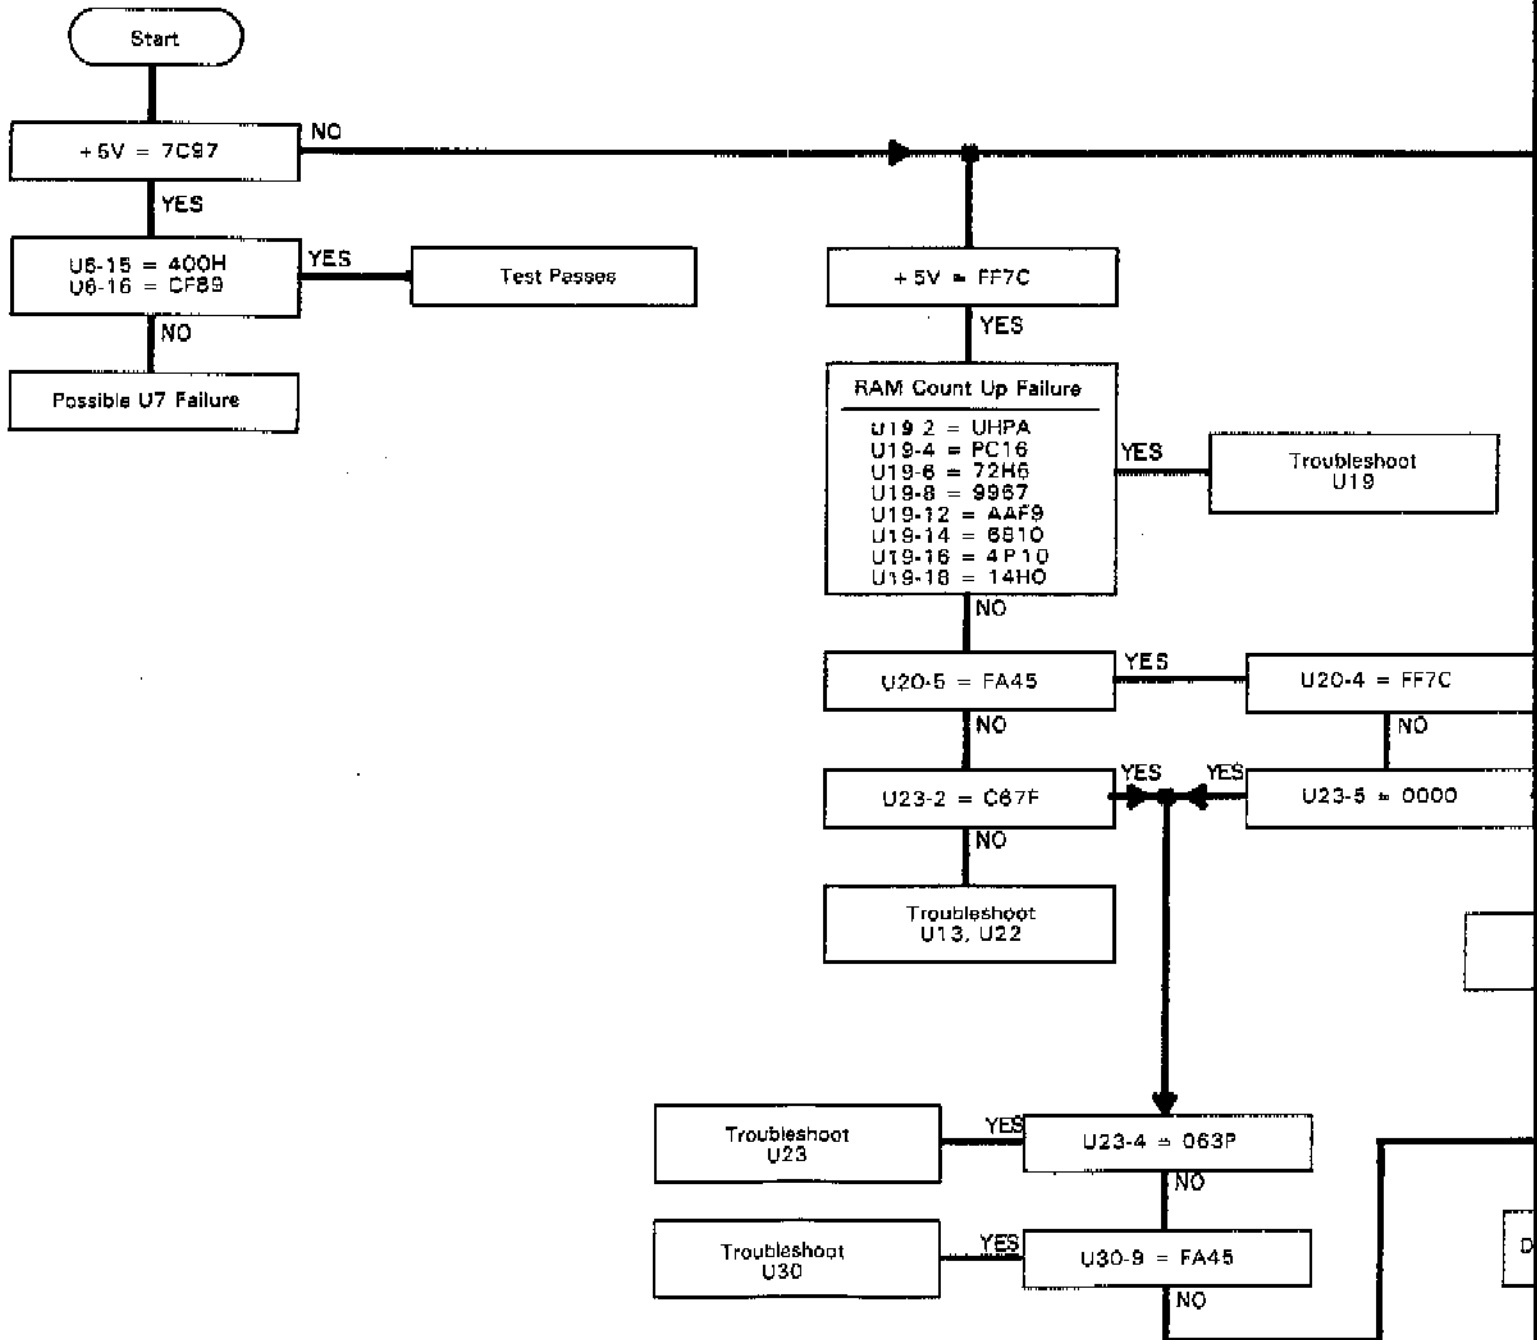 Start
+5V = 7C97
NO
YES
U6-15 = 400H
U6-16 = CF89
YES
Test Passes
NO
Possible U7 Failure
+5V = FF7C
YES
RAM Count Up Failure
U19 2 = UHPA
U19-4 = PC16
U19-6 = 72H6
U19-8 = 9967
U19-12 = AAF9
U19-14 = 6810
U19-16 = 4P10
U19-18 = 14HO
YES
Troubleshoot
U19
NO
U20-5 = FA45
YES
U20-4 = FF7C
NO
NO
U23-2 = C67F
YES
YES
U23-5 = 0000
NO
Troubleshoot
U13, U22
Troubleshoot
U23
YES
U23-4 = 063P
NO
Troubleshoot
U30
YES
U30-9 = FA45
D
NO